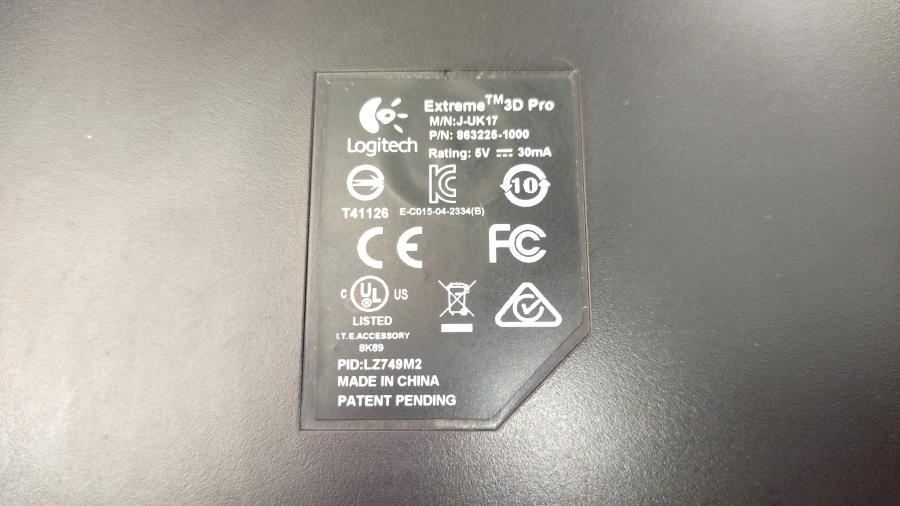 Logitech
Extreme™ 3D Pro
M/N:J-UK17
P/N: 863225-1000
Rating: 5V ⎓ 30mA
T41126
E-C015-04-2334(B)
10
CE
FC
C UL® US
LISTED
I.T.E.ACCESSORY
8K89
PID:LZ749M2
MADE IN CHINA
PATENT PENDING